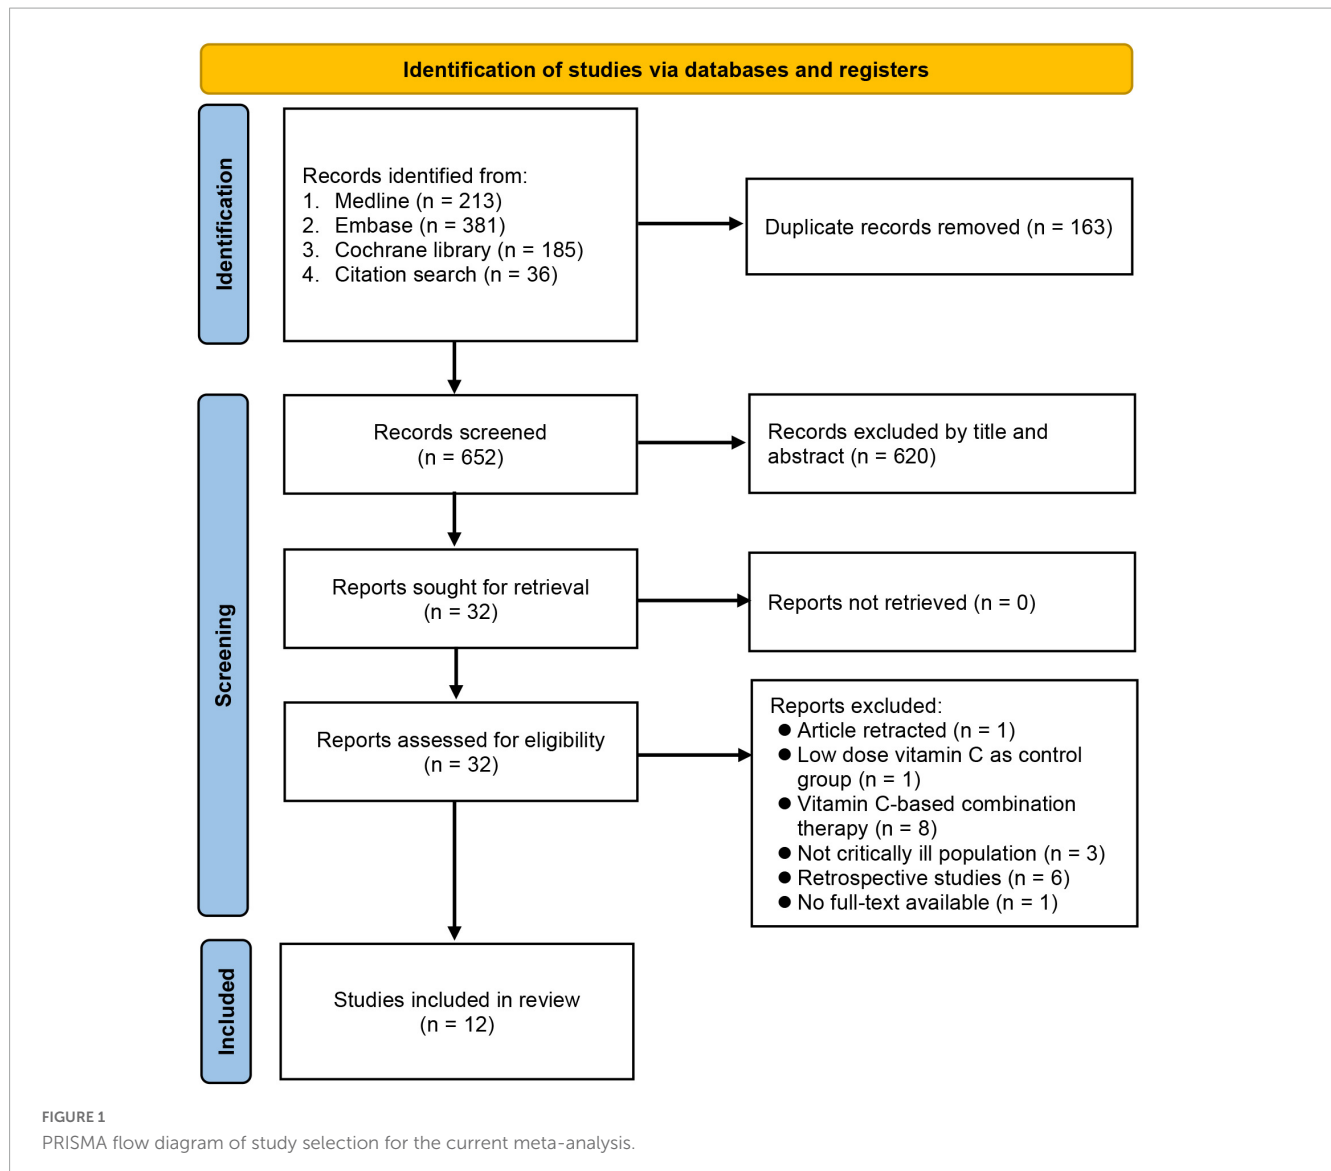 Identification of studies via databases and registers
Identification
Records identified from:
1. Medline (n = 213)
2. Embase (n = 381)
3. Cochrane library (n = 185)
4. Citation search (n = 36)
Duplicate records removed (n = 163)
Screening
Records screened
(n = 652)
Records excluded by title and
abstract (n = 620)
Reports sought for retrieval
(n = 32)
Reports not retrieved (n = 0)
Reports assessed for eligibility
(n = 32)
Reports excluded:
● Article retracted (n = 1)
● Low dose vitamin C as control
group (n = 1)
● Vitamin C-based combination
therapy (n = 8)
● Not critically ill population (n = 3)
● Retrospective studies (n = 6)
● No full-text available (n = 1)
Included
Studies included in review
(n = 12)
FIGURE 1
PRISMA flow diagram of study selection for the current meta-analysis.